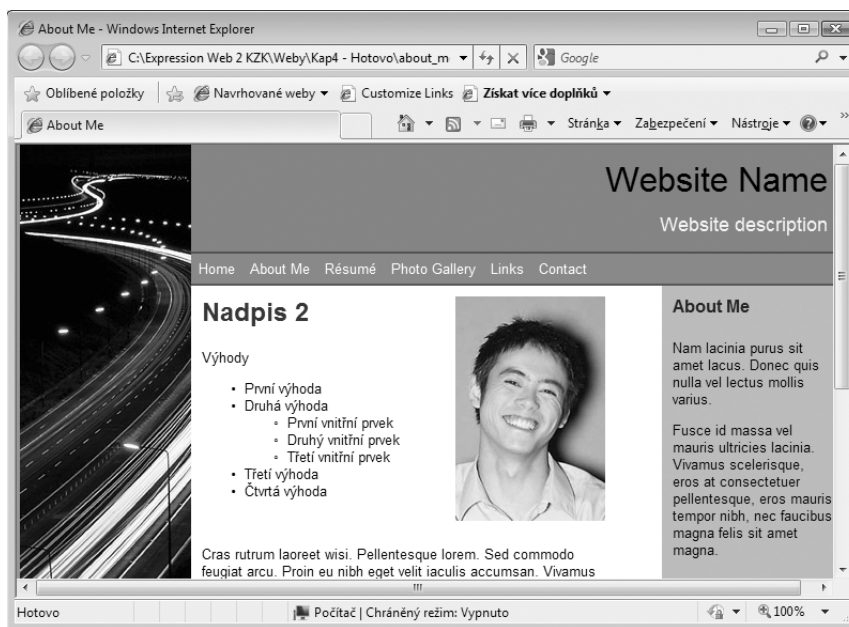 About Me - Windows Internet Explorer
C:\Expression Web 2 KZK\Weby\Kap4 - Hotovo\about_m
Google
Oblíbené položky
Navrhované weby
Customize Links
Získat více doplňků
About Me
Stránka
Zabezpečení
Nástroje
»
Website Name
Website description
Home
About Me
Résumé
Photo Gallery
Links
Contact
Nadpis 2
Výhody
• První výhoda
• Druhá výhoda
◦ První vnitřní prvek
◦ Druhý vnitřní prvek
◦ Třetí vnitřní prvek
• Třetí výhoda
• Čtvrtá výhoda
Cras rutrum laoreet wisi. Pellentesque lorem. Sed commodo
feugiat arcu. Proin eu nibh eget velit iaculis accumsan. Vivamus
About Me
Nam lacinia purus sit
amet lacus. Donec quis
nulla vel lectus mollis
varius.
Fusce id massa vel
mauris ultricies lacinia.
Vivamus scelerisque,
eros at consectetuer
pellentesque, eros mauris
tempor nibh, nec faucibus
magna felis sit amet
magna.
Hotovo
Počítač | Chráněný režim: Vypnuto
100%